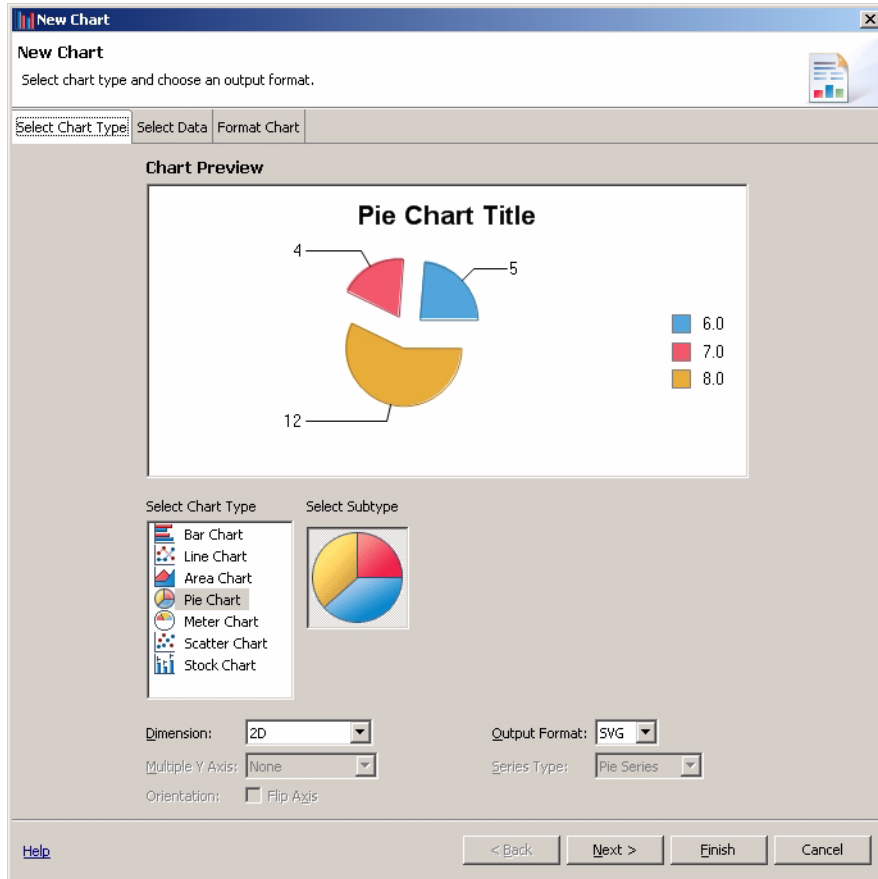 New Chart
New Chart
Select chart type and choose an output format.
Select Chart Type
Select Data
Format Chart
Chart Preview
Pie Chart Title
4
5
12
6.0
7.0
8.0
Select Chart Type
Select Subtype
Bar Chart
Line Chart
Area Chart
Pie Chart
Meter Chart
Scatter Chart
Stock Chart
Dimension: 2D
Output Format: SVG
Multiple Y Axis: None
Series Type: Pie Series
Orientation: Flip Axis
Help
< Back
Next >
Finish
Cancel